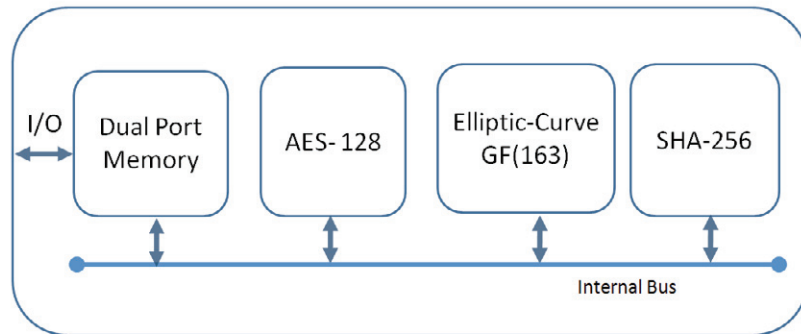 I/O
Dual Port
Memory
AES- 128
Elliptic-Curve
GF(163)
SHA-256
Internal Bus